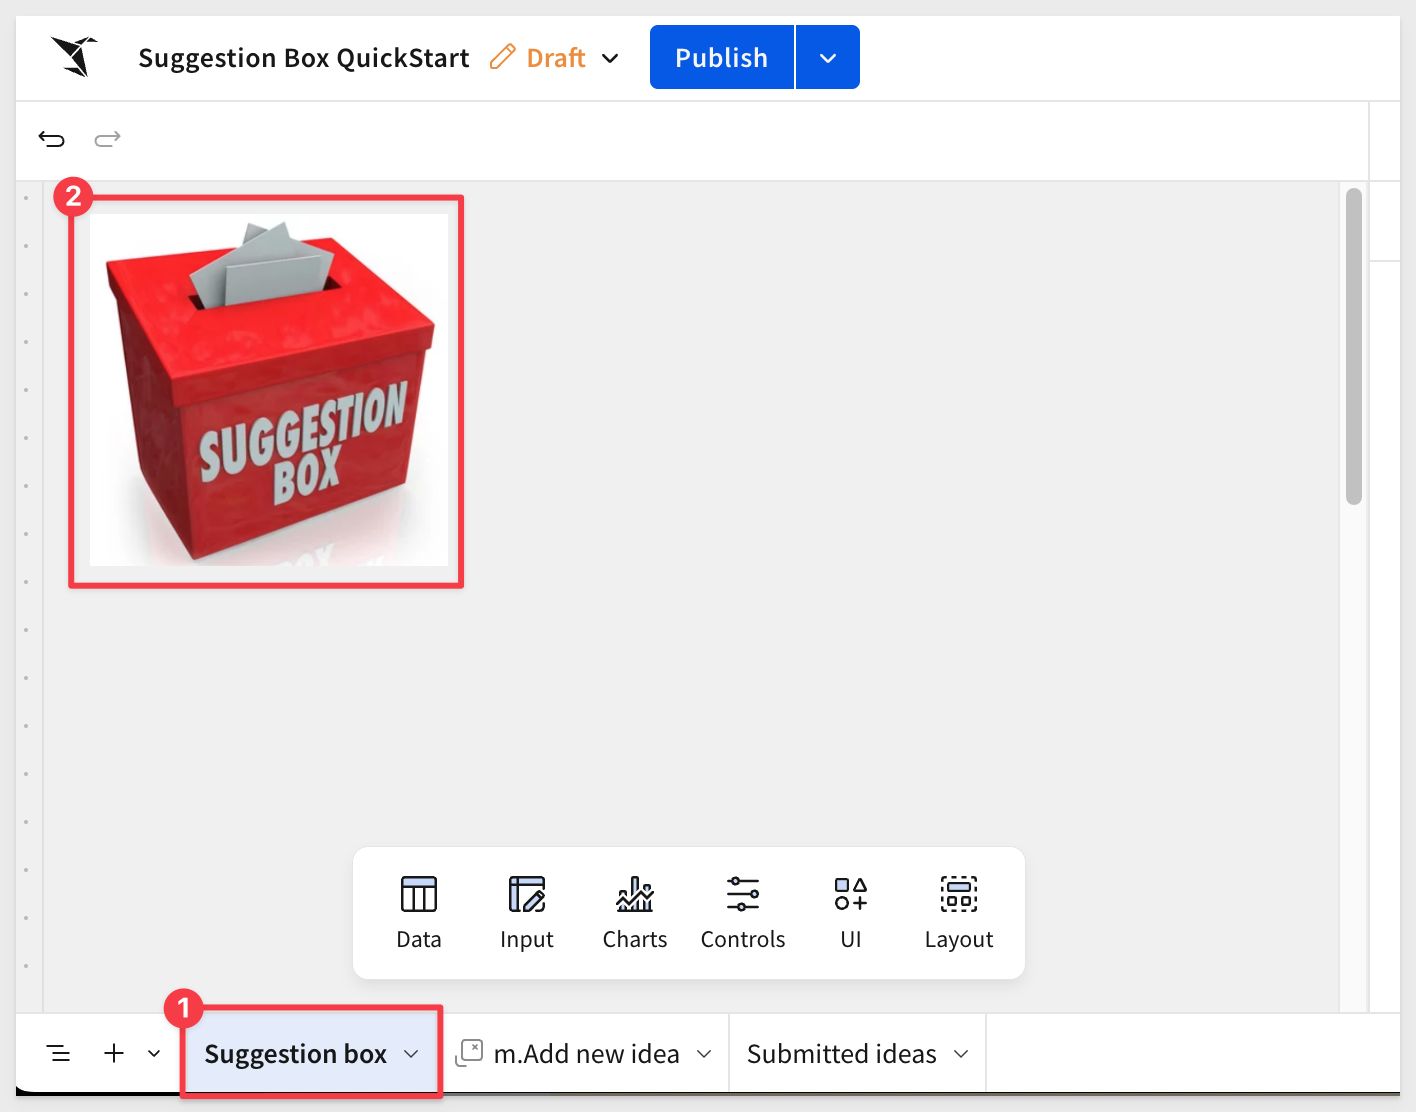 Suggestion Box QuickStart Draft Publish
2
SUGGESTION
BOX
BOX
Data Input Charts Controls UI Layout
1
Suggestion box m.Add new idea Submitted ideas